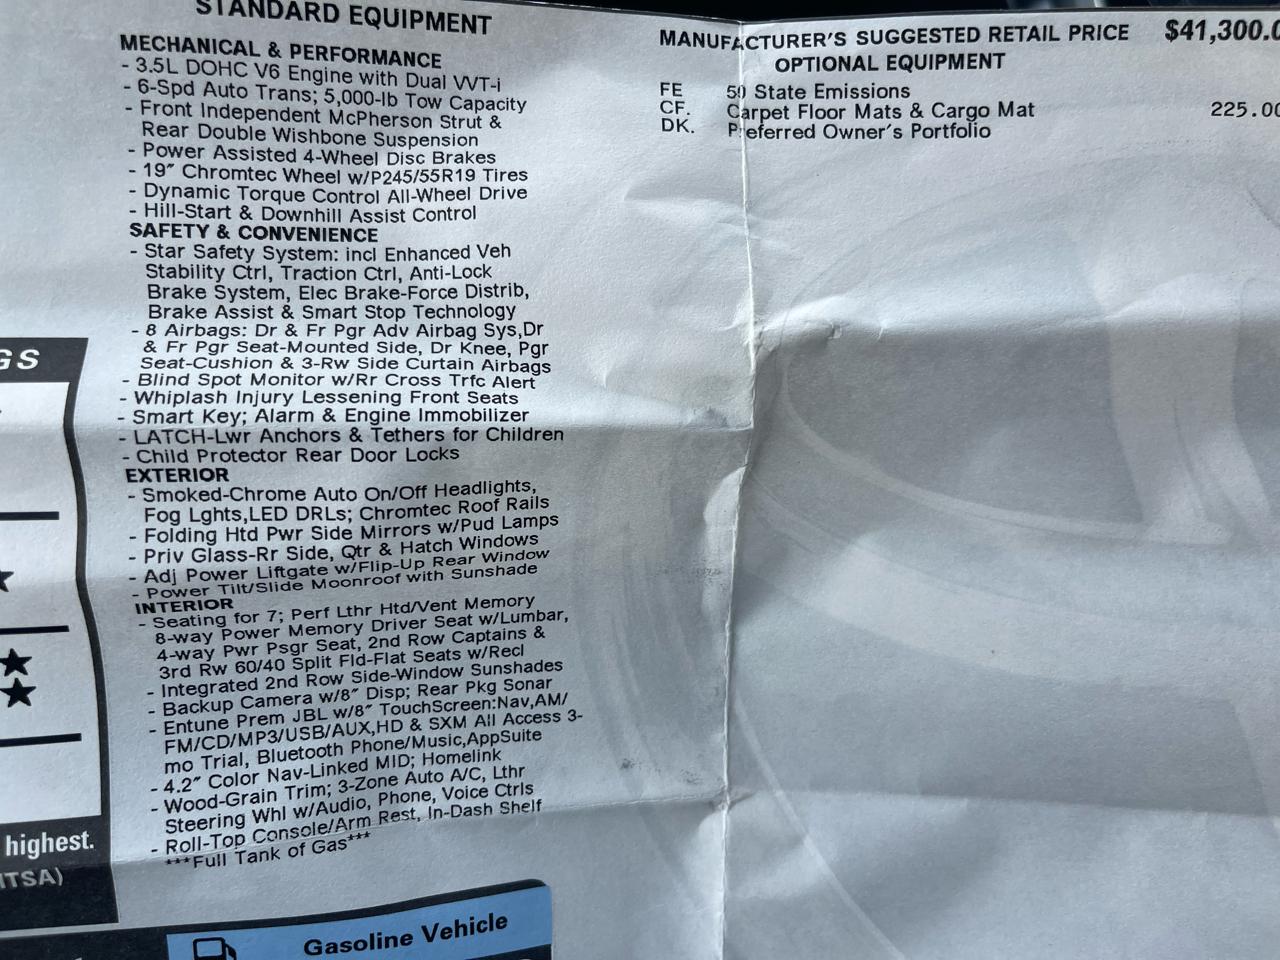 STANDARD EQUIPMENT
MECHANICAL & PERFORMANCE
- 3.5L DOHC V6 Engine with Dual VVT-i
- 6-Spd Auto Trans; 5,000-lb Tow Capacity
- Front Independent McPherson Strut &
Rear Double Wishbone Suspension
- Power Assisted 4-Wheel Disc Brakes
- 19" Chromtec Wheel w/P245/55R19 Tires
- Dynamic Torque Control All-Wheel Drive
- Hill-Start & Downhill Assist Control
SAFETY & CONVENIENCE
- Star Safety System: incl Enhanced Veh
Stability Ctrl, Traction Ctrl, Anti-Lock
Brake System, Elec Brake-Force Distrib,
Brake Assist & Smart Stop Technology
- 8 Airbags: Dr & Fr Pgr Adv Airbag Sys,Dr
& Fr Pgr Seat-Mounted Side, Dr Knee, Pgr
Seat-Cushion & 3-Rw Side Curtain Airbags
- Blind Spot Monitor w/Rr Cross Trfc Alert
- Whiplash Injury Lessening Front Seats
- Smart Key; Alarm & Engine Immobilizer
- LATCH-Lwr Anchors & Tethers for Children
- Child Protector Rear Door Locks
EXTERIOR
- Smoked-Chrome Auto On/Off Headlights,
Fog Lghts,LED DRLs; Chromtec Roof Rails
- Folding Htd Pwr Side Mirrors w/Pud Lamps
- Priv Glass-Rr Side, Qtr & Hatch Windows
- Adj Power Liftgate w/Flip-Up Rear Window
- Power Tilt/Slide Moonroof with Sunshade
INTERIOR
- Seating for 7; Perf Lthr Htd/Vent Memory
8-way Power Memory Driver Seat w/Lumbar,
4-way Pwr Psgr Seat, 2nd Row Captains &
3rd Rw 60/40 Split Fld-Flat Seats w/Recl
- Integrated 2nd Row Side-Window Sunshades
- Backup Camera w/8" Disp; Rear Pkg Sonar
- Entune Prem JBL w/8" TouchScreen:Nav,AM/
FM/CD/MP3/USB/AUX,HD & SXM All Access 3-
mo Trial, Bluetooth Phone/Music,AppSuite
- 4.2" Color Nav-Linked MID; Homelink
- Wood-Grain Trim; 3-Zone Auto A/C, Lthr
Steering Whl w/Audio, Phone, Voice Ctrls
- Roll-Top Console/Arm Rest, In-Dash Shelf
***Full Tank of Gas***
MANUFACTURER'S SUGGESTED RETAIL PRICE $41,300.0
OPTIONAL EQUIPMENT
FE 50 State Emissions
CF. Carpet Floor Mats & Cargo Mat 225.00
DK. Preferred Owner's Portfolio
GS
highest.
ITSA)
Gasoline Vehicle